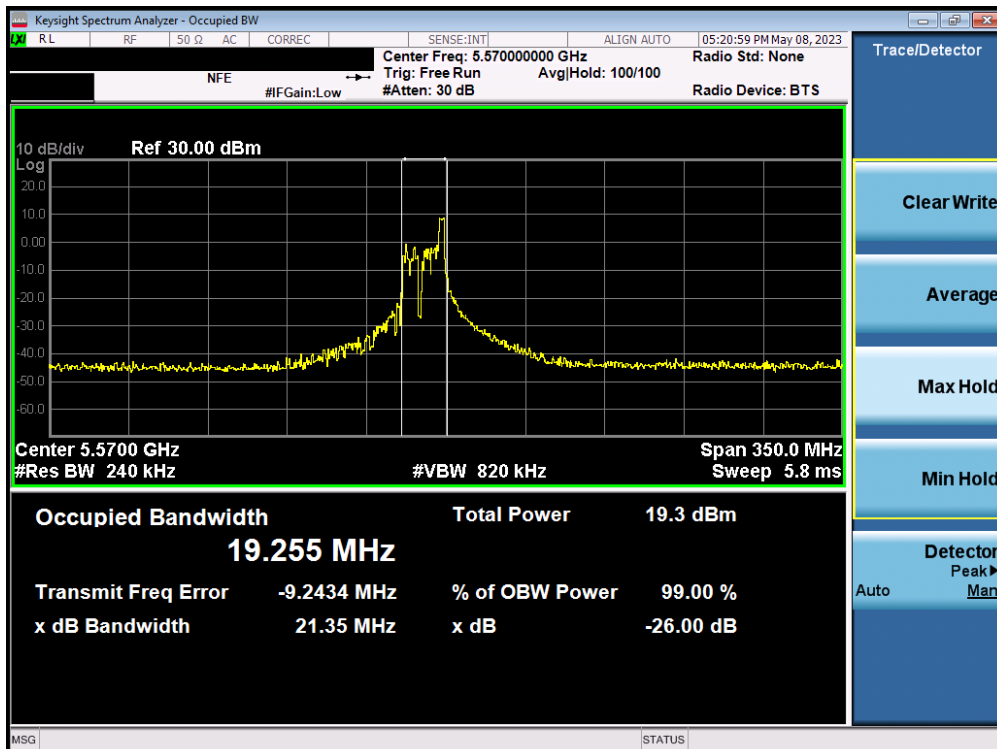 Keysight Spectrum Analyzer - Occupied BW
LXI RL RF 50 Ω AC CORREC SENSE:INT ALIGN AUTO 05:20:59 PM May 08, 2023
Center Freq: 5.570000000 GHz Radio Std: None
NFE Trig: Free Run Avg|Hold: 100/100
#IFGain:Low #Atten: 30 dB Radio Device: BTS
10 dB/div Ref 30.00 dBm
Log
20.0
10.0
0.00
-10.0
-20.0
-30.0
-40.0
-50.0
-60.0
Center 5.5700 GHz Span 350.0 MHz
#Res BW 240 kHz #VBW 820 kHz Sweep 5.8 ms
Occupied Bandwidth Total Power 19.3 dBm
19.255 MHz
Transmit Freq Error -9.2434 MHz % of OBW Power 99.00 %
x dB Bandwidth 21.35 MHz x dB -26.00 dB
MSG STATUS
Trace/Detector
Clear Write
Average
Max Hold
Min Hold
Detector
Peak▶
Auto Man